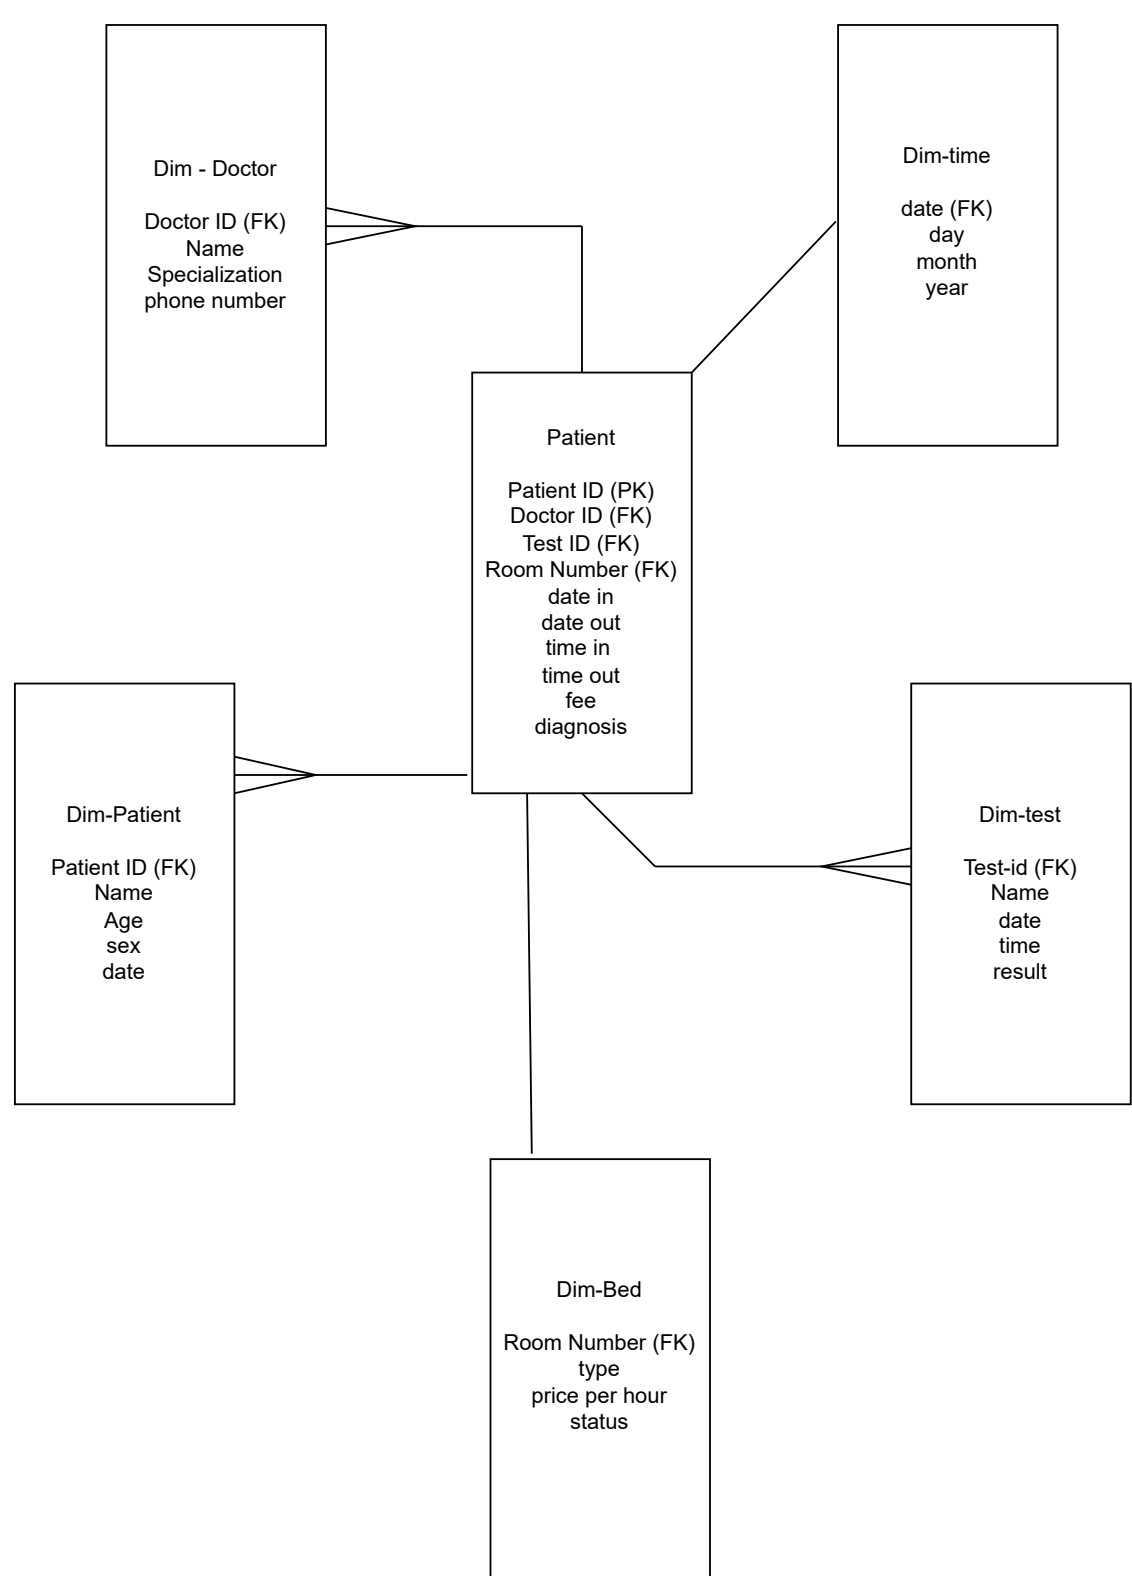 Dim - Doctor
Doctor ID (FK)
Name
Specialization
phone number
Dim-time
date (FK)
day
month
year
Patient
Patient ID (PK)
Doctor ID (FK)
Test ID (FK)
Room Number (FK)
date in
date out
time in
time out
fee
diagnosis
Dim-Patient
Patient ID (FK)
Name
Age
sex
date
Dim-test
Test-id (FK)
Name
date
time
result
Dim-Bed
Room Number (FK)
type
price per hour
status